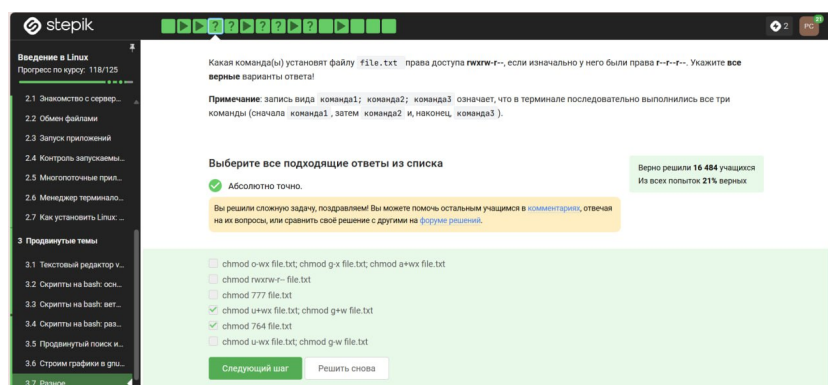 stepik
2
PG
21
Введение в Linux
Прогресс по курсу: 118/125
2.1 Знакомство с сервер...
2.2 Обмен файлами
2.3 Запуск приложений
2.4 Контроль запускаемы...
2.5 Многопоточные прил...
2.6 Менеджер терминало...
2.7 Как установить Linux: ...
3 Продвинутые темы
3.1 Текстовый редактор v...
3.2 Скрипты на bash: осн...
3.3 Скрипты на bash: вет...
3.4 Скрипты на bash: раз...
3.5 Продвинутый поиск и...
3.6 Строим графики в gnu...
3.7 Разное
Какая команда(ы) установят файлу file.txt права доступа rwxrw-r--, если изначально у него были права r--r--r--. Укажите все
верные варианты ответа!
Примечание: запись вида команда1; команда2; команда3 означает, что в терминале последовательно выполнились все три
команды (сначала команда1, затем команда2 и, наконец, команда3).
Выберите все подходящие ответы из списка
Абсолютно точно.
Верно решили 16 484 учащихся
Из всех попыток 21% верных
Вы решили сложную задачу, поздравляем! Вы можете помочь остальным учащимся в комментариях, отвечая
на их вопросы, или сравнить своё решение с другими на форуме решений.
chmod o-wx file.txt; chmod g-x file.txt; chmod a+wx file.txt
chmod rwxrw-r-- file.txt
chmod 777 file.txt
chmod u+wx file.txt; chmod g+w file.txt
chmod 764 file.txt
chmod u-wx file.txt; chmod g-w file.txt
Следующий шаг
Решить снова